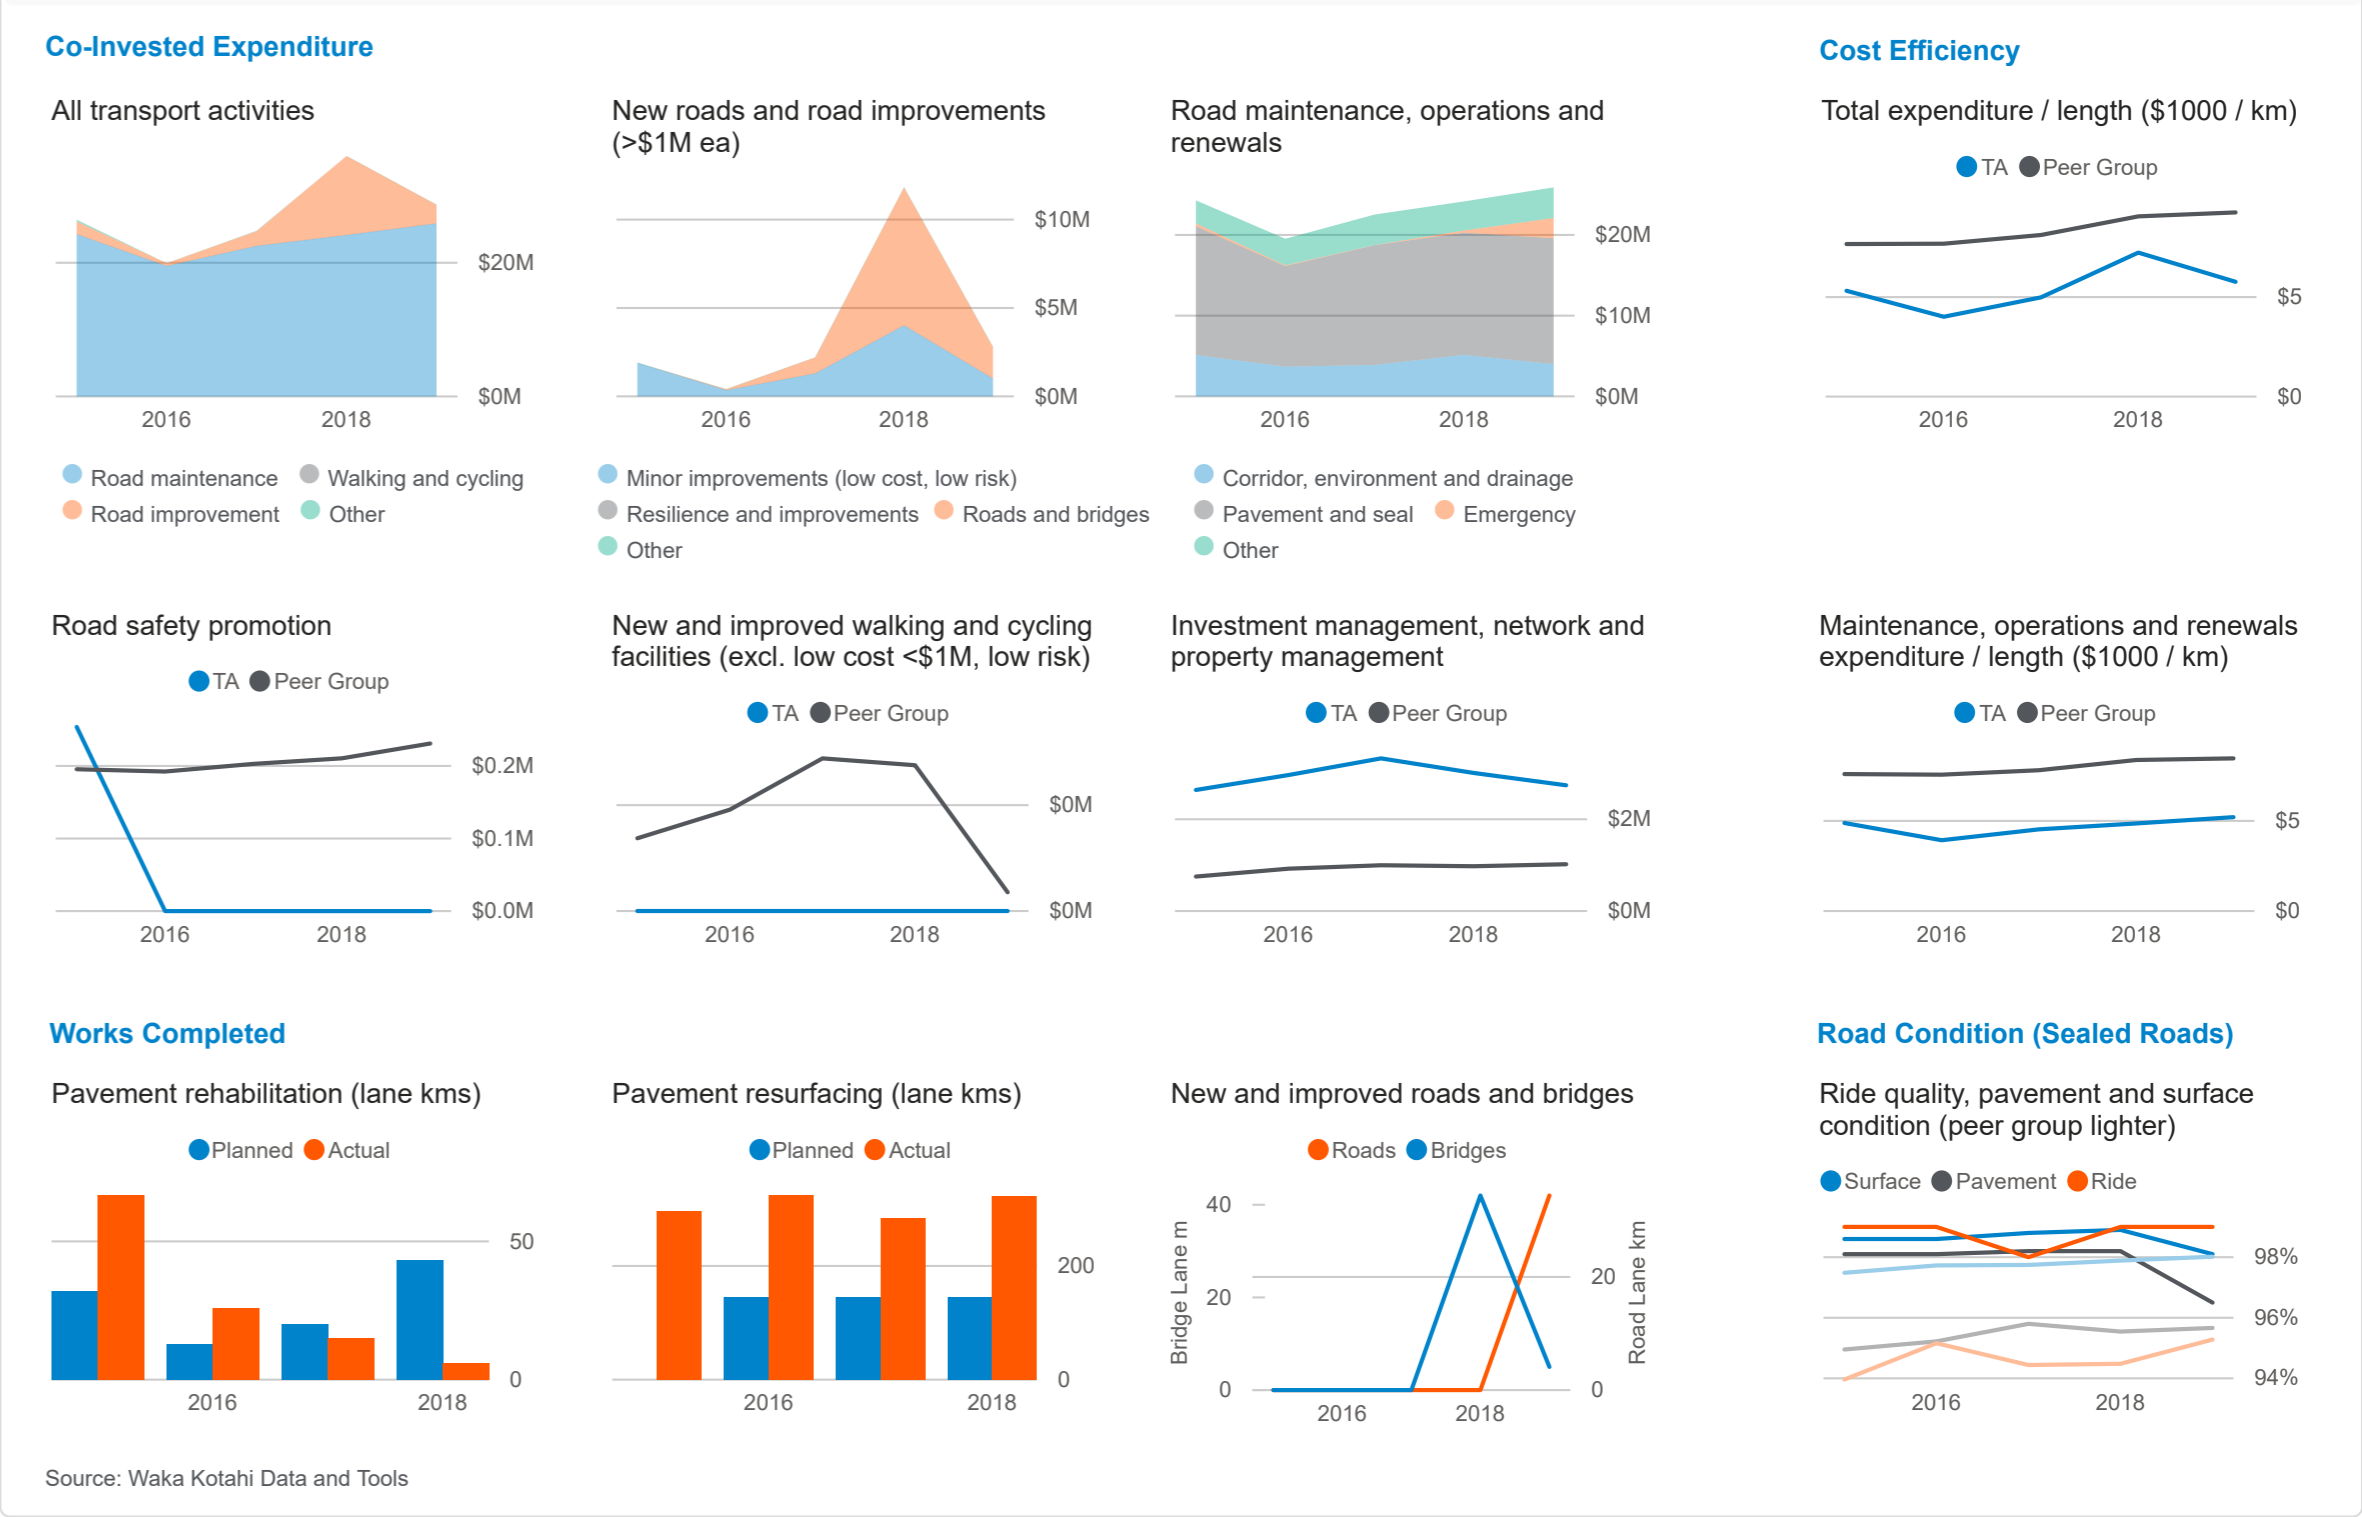 Co-Invested Expenditure
All transport activities
$20M
$0M
2016
2018
Road maintenance
Walking and cycling
Road improvement
Other
New roads and road improvements
(>$1M ea)
$10M
$5M
$0M
2016
2018
Minor improvements (low cost, low risk)
Resilience and improvements
Roads and bridges
Other
Road maintenance, operations and
renewals
$20M
$10M
$0M
2016
2018
Corridor, environment and drainage
Pavement and seal
Emergency
Other
Cost Efficiency
Total expenditure / length ($1000 / km)
TA
Peer Group
$5
$0
2016
2018
Road safety promotion
TA
Peer Group
$0.2M
$0.1M
$0.0M
2016
2018
New and improved walking and cycling
facilities (excl. low cost <$1M, low risk)
TA
Peer Group
$0M
$0M
2016
2018
Investment management, network and
property management
TA
Peer Group
$2M
$0M
2016
2018
Maintenance, operations and renewals
expenditure / length ($1000 / km)
TA
Peer Group
$5
$0
2016
2018
Works Completed
Pavement rehabilitation (lane kms)
Planned
Actual
50
0
2016
2018
Pavement resurfacing (lane kms)
Planned
Actual
200
0
2016
2018
New and improved roads and bridges
Roads
Bridges
Bridge Lane m
40
20
0
20
0
Road Lane km
2016
2018
Road Condition (Sealed Roads)
Ride quality, pavement and surface
condition (peer group lighter)
Surface
Pavement
Ride
98%
96%
94%
2016
2018
Source: Waka Kotahi Data and Tools